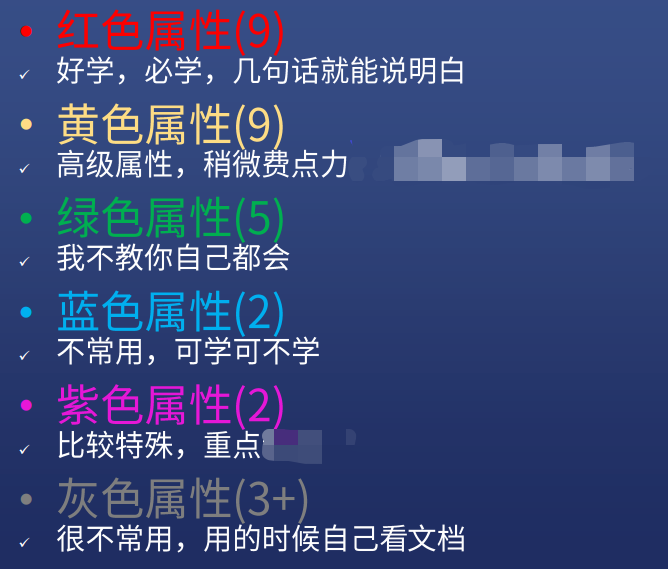 • 红色属性(9)
✓ 好学，必学，几句话就能说明白
• 黄色属性(9)
✓ 高级属性，稍微费点力
• 绿色属性(5)
✓ 我不教你自己都会
• 蓝色属性(2)
✓ 不常用，可学可不学
• 紫色属性(2)
✓ 比较特殊，重点
• 灰色属性(3+)
✓ 很不常用，用的时候自己看文档